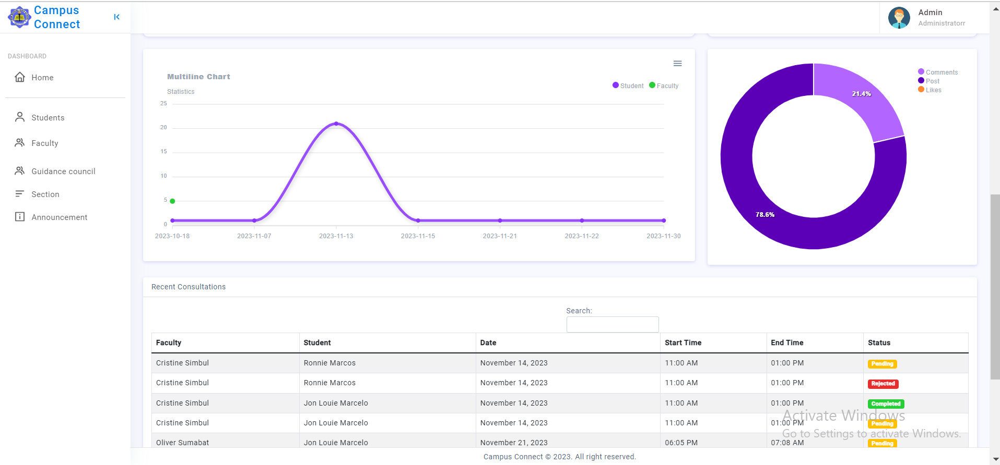 Campus
Connect
Admin
Administratorr
DASHBOARD
Home
Students
Faculty
Guidance council
Section
Announcement
Multiline Chart
Statistics
Student Faculty
25
20
15
10
5
0
2023-10-18 2023-11-07 2023-11-13 2023-11-15 2023-11-21 2023-11-22 2023-11-30
Comments
Post
Likes
21.4%
78.6%
Recent Consultations
Search:
Faculty Student Date Start Time End Time Status
Cristine Simbul Ronnie Marcos November 14, 2023 11:00 AM 01:00 PM Pending
Cristine Simbul Ronnie Marcos November 14, 2023 11:00 AM 01:00 PM Rejected
Cristine Simbul Jon Louie Marcelo November 14, 2023 11:00 AM 01:00 PM Completed
Cristine Simbul Jon Louie Marcelo November 14, 2023 11:00 AM 01:00 PM Pending
Oliver Sumabat Jon Louie Marcelo November 21, 2023 06:05 PM 07:08 AM Pending
Activate Windows
Go to Settings to activate Windows.
Campus Connect © 2023. All right reserved.